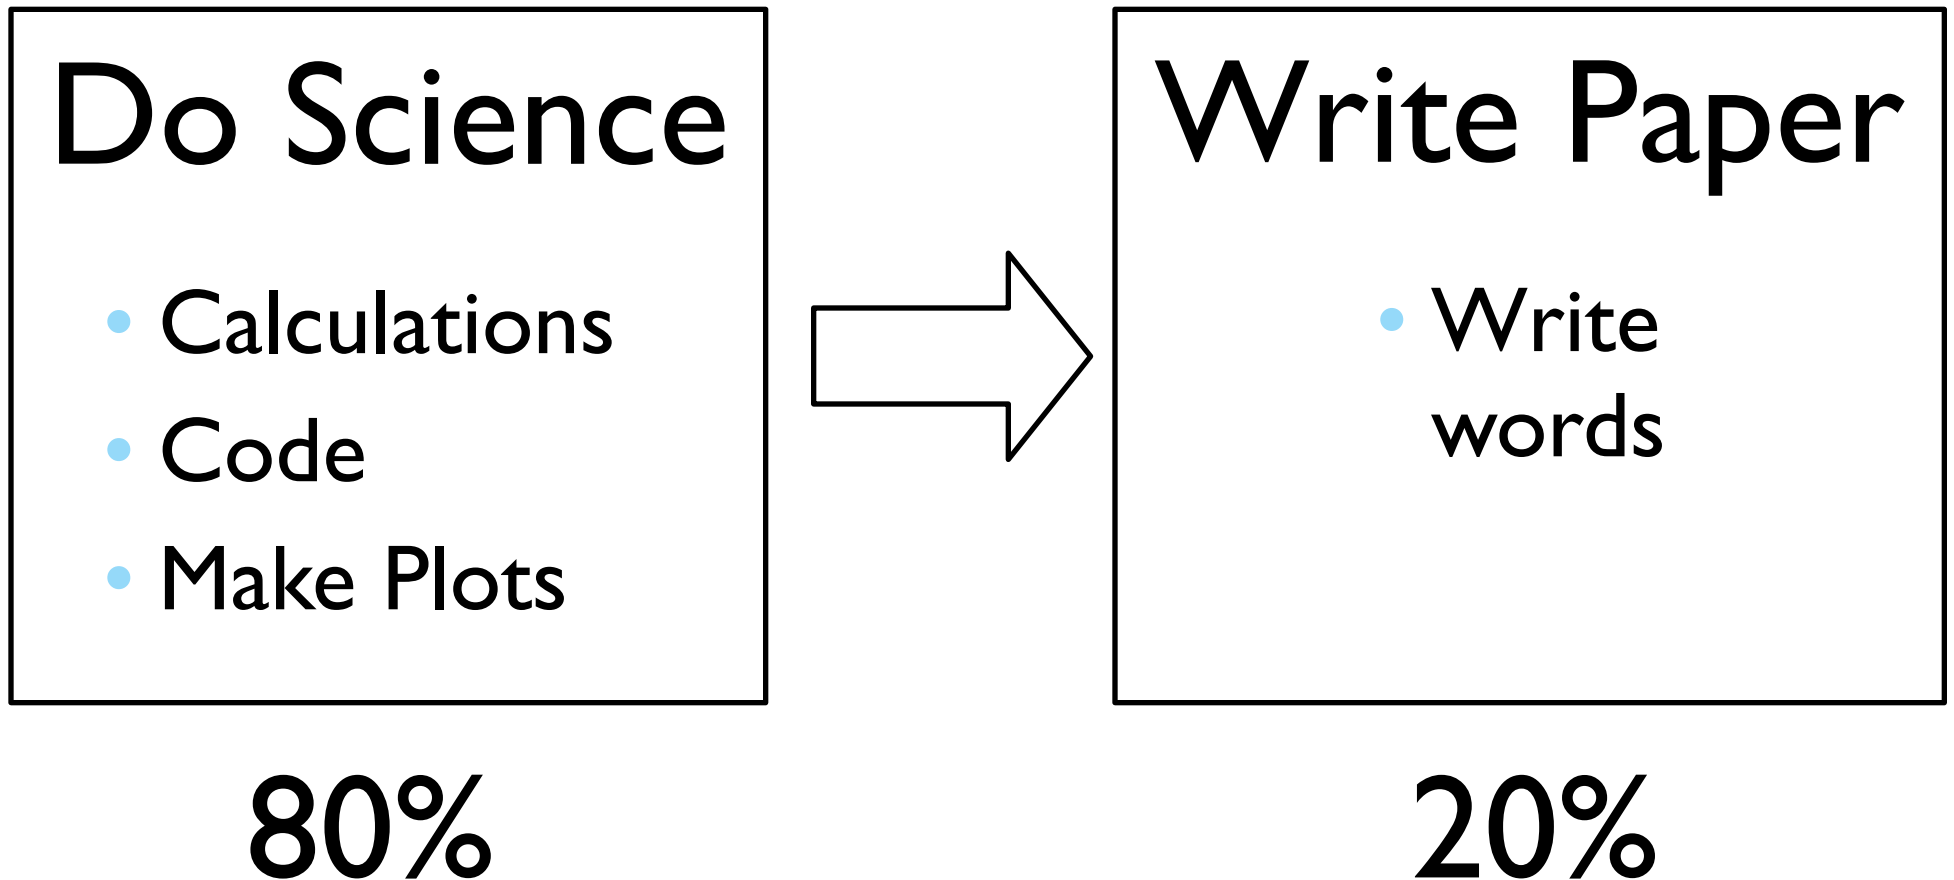 Do Science
• Calculations
• Code
• Make Plots
80%
Write Paper
• Write
words
20%